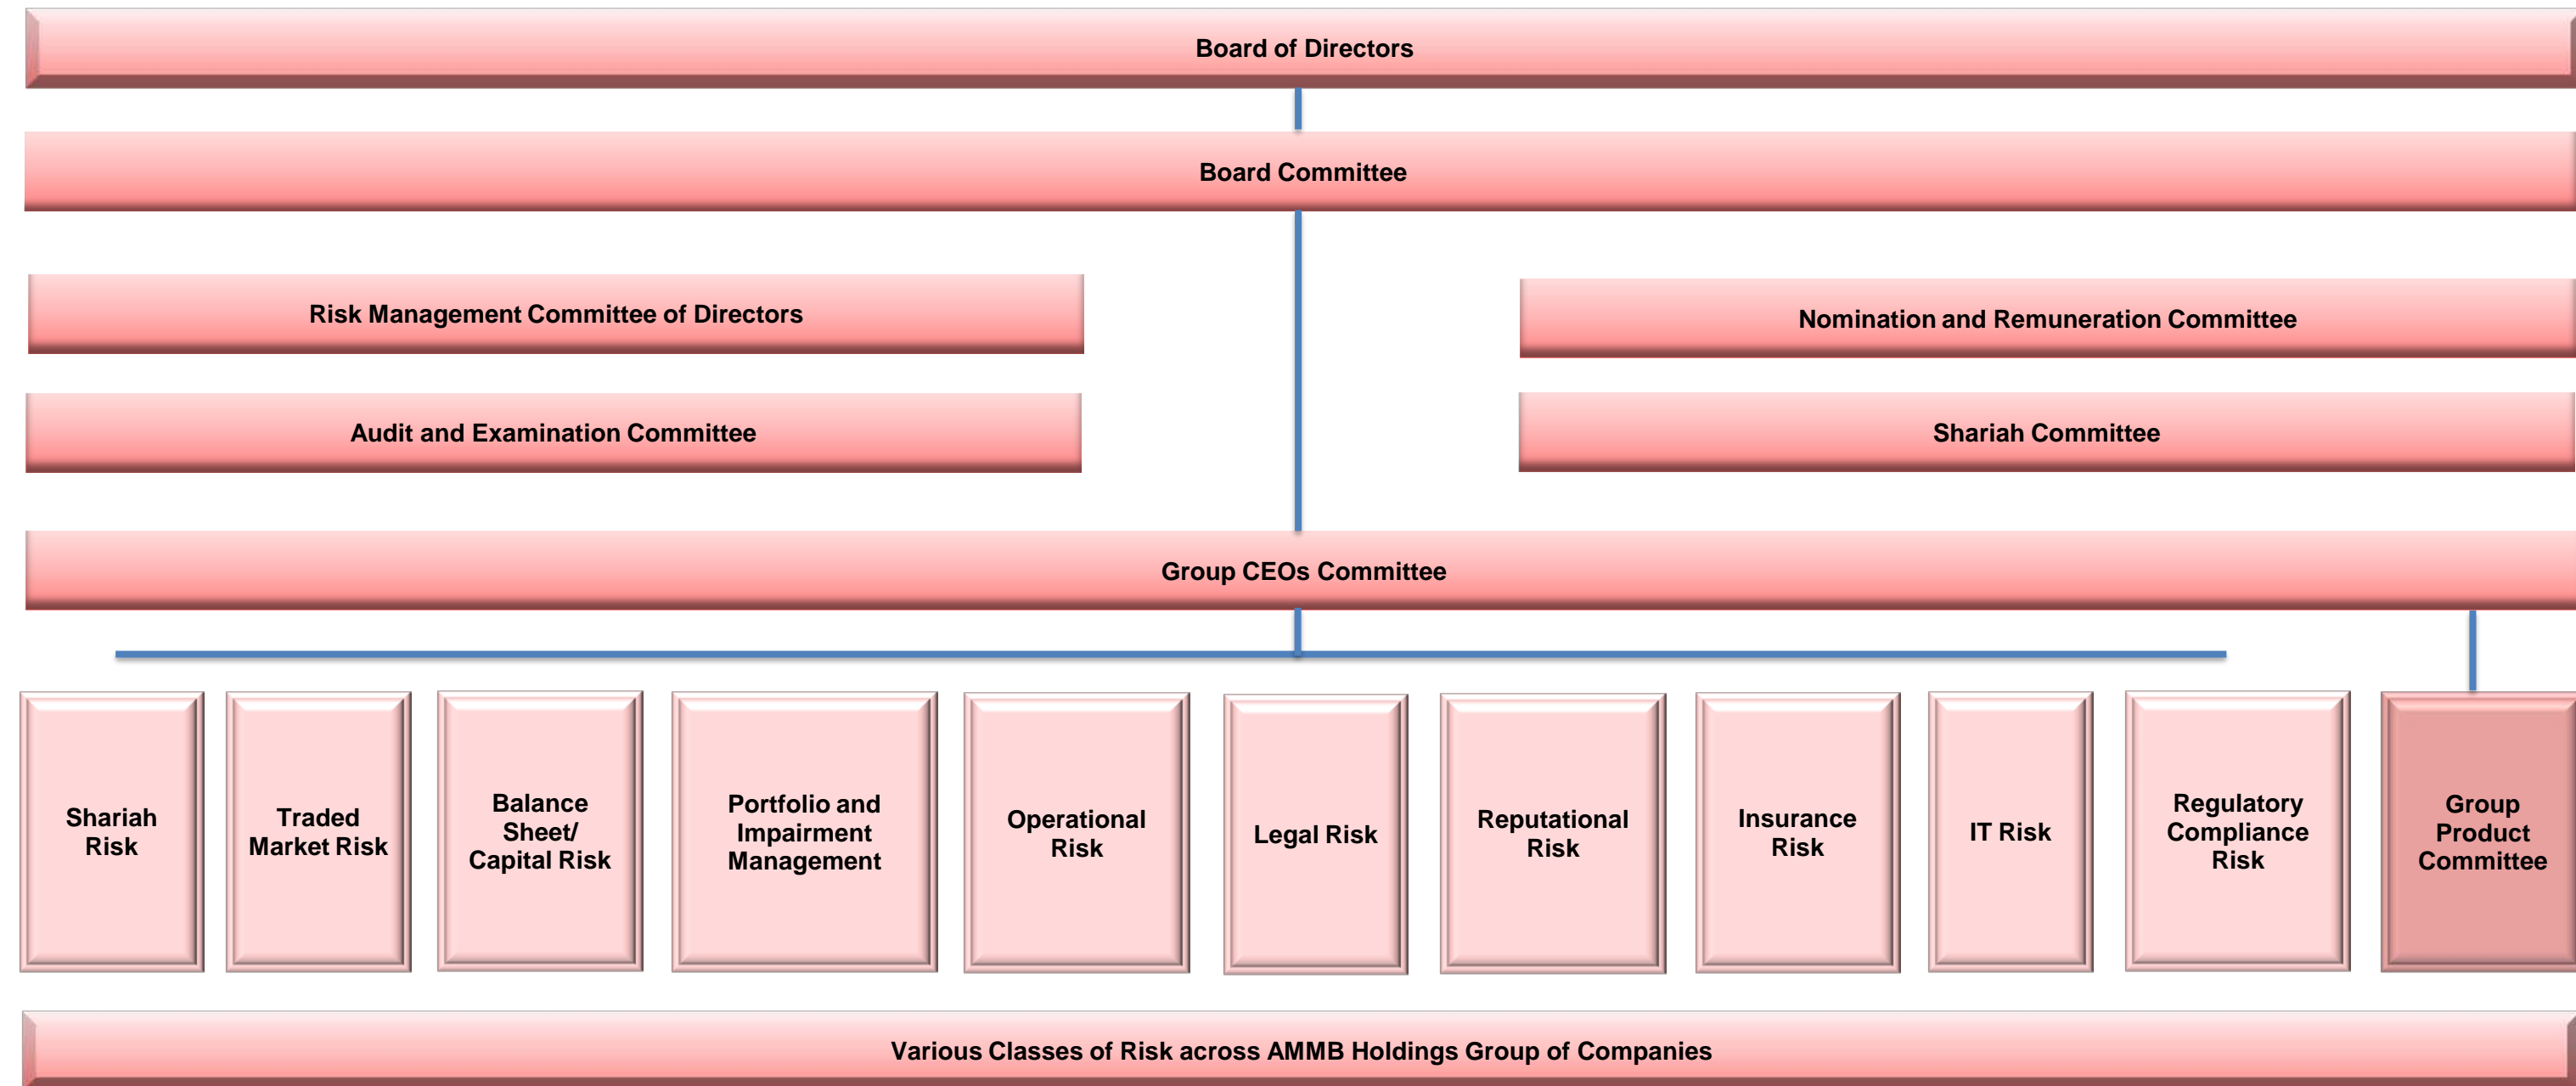 Board of Directors
Board Committee
Risk Management Committee of Directors
Nomination and Remuneration Committee
Audit and Examination Committee
Shariah Committee
Group CEOs Committee
Shariah
Risk
Traded
Market Risk
Balance
Sheet/
Capital Risk
Portfolio and
Impairment
Management
Operational
Risk
Legal Risk
Reputational
Risk
Insurance
Risk
IT Risk
Regulatory
Compliance
Risk
Group
Product
Committee
Various Classes of Risk across AMMB Holdings Group of Companies